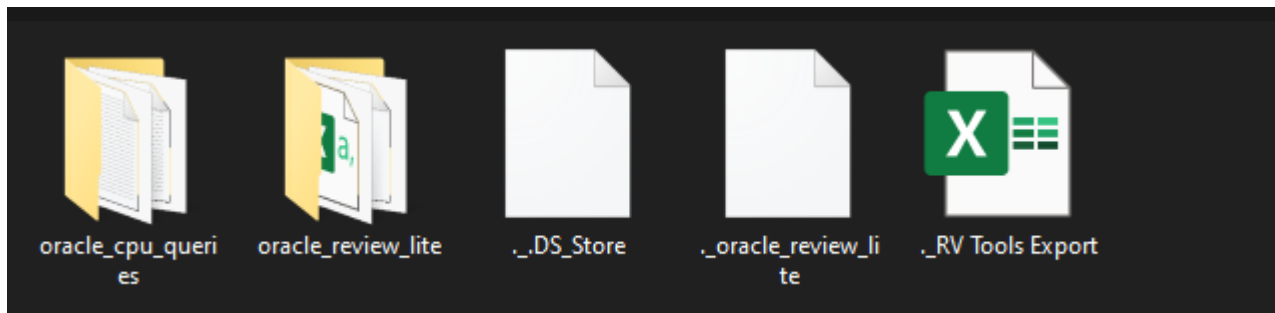 X a,
X
oracle_cpu_queri
es
oracle_review_lite
._.DS_Store
._oracle_review_li
te
._RV Tools Export